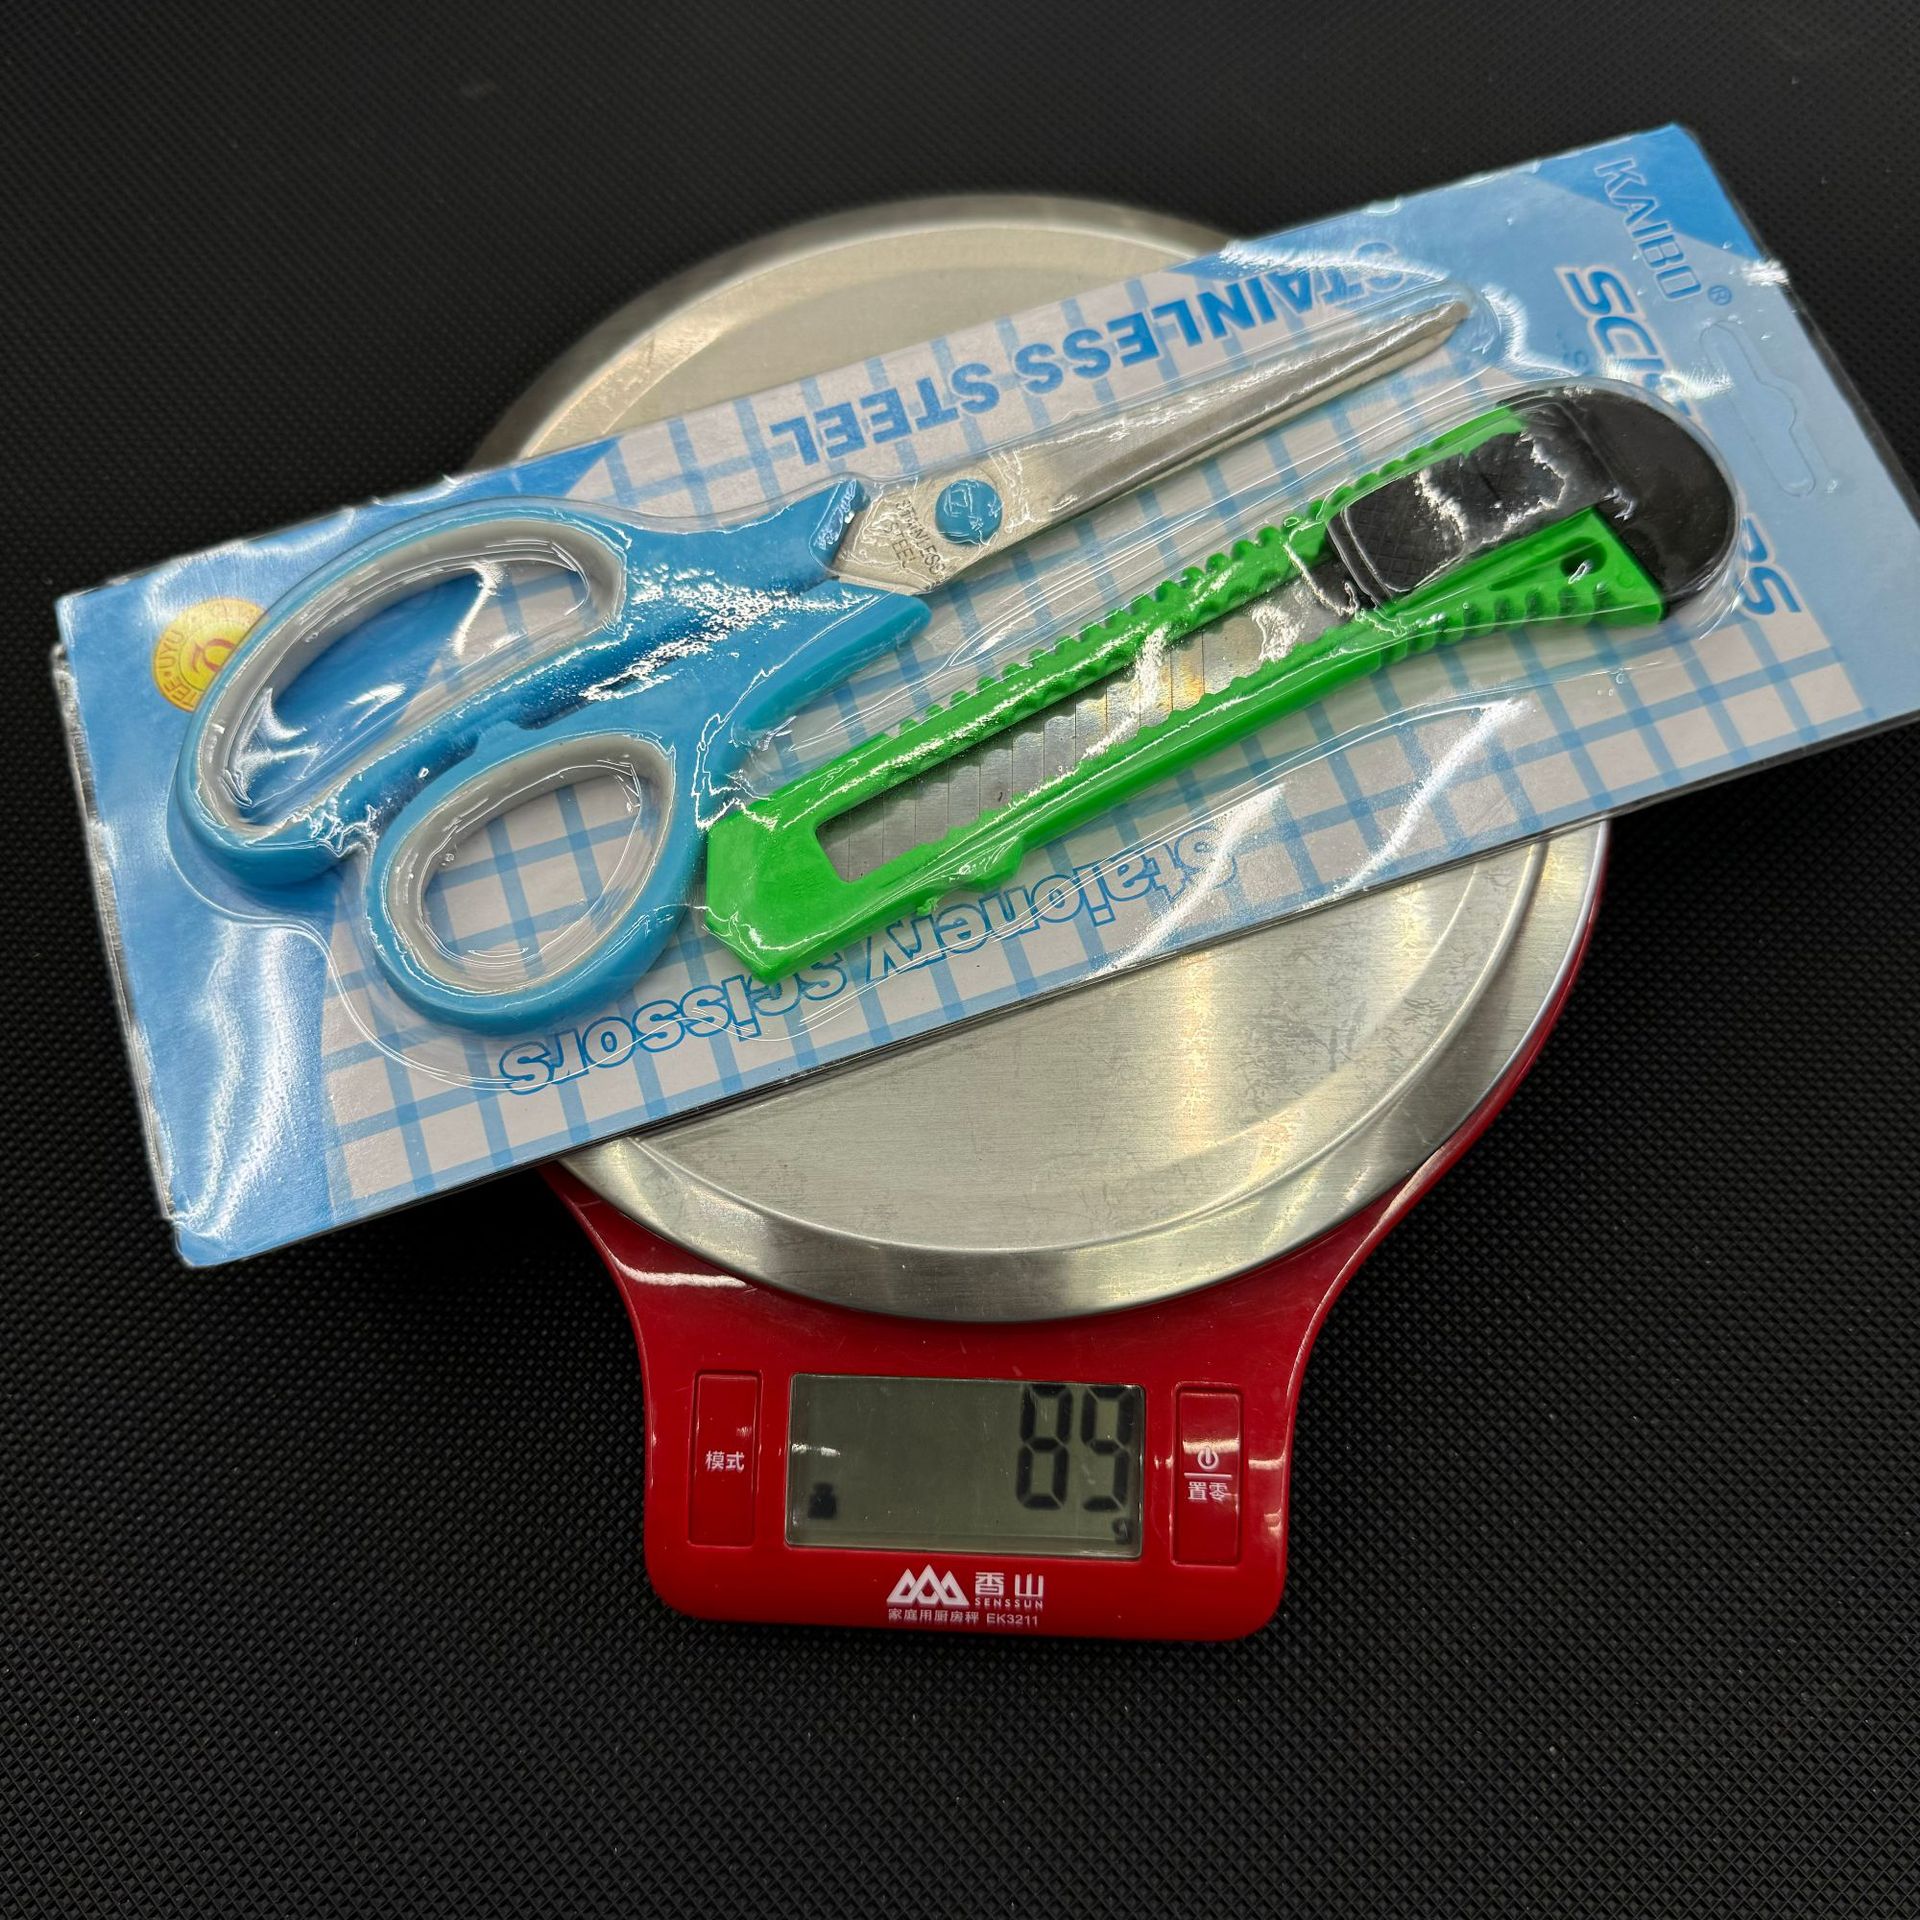 KAIBO®
SCISSORS
STAINLESS STEEL
STAINLESS
STEEL
Staionery scissors
89
g
模式
置零
香山
SENSSUN
家庭用厨房秤 EK3211